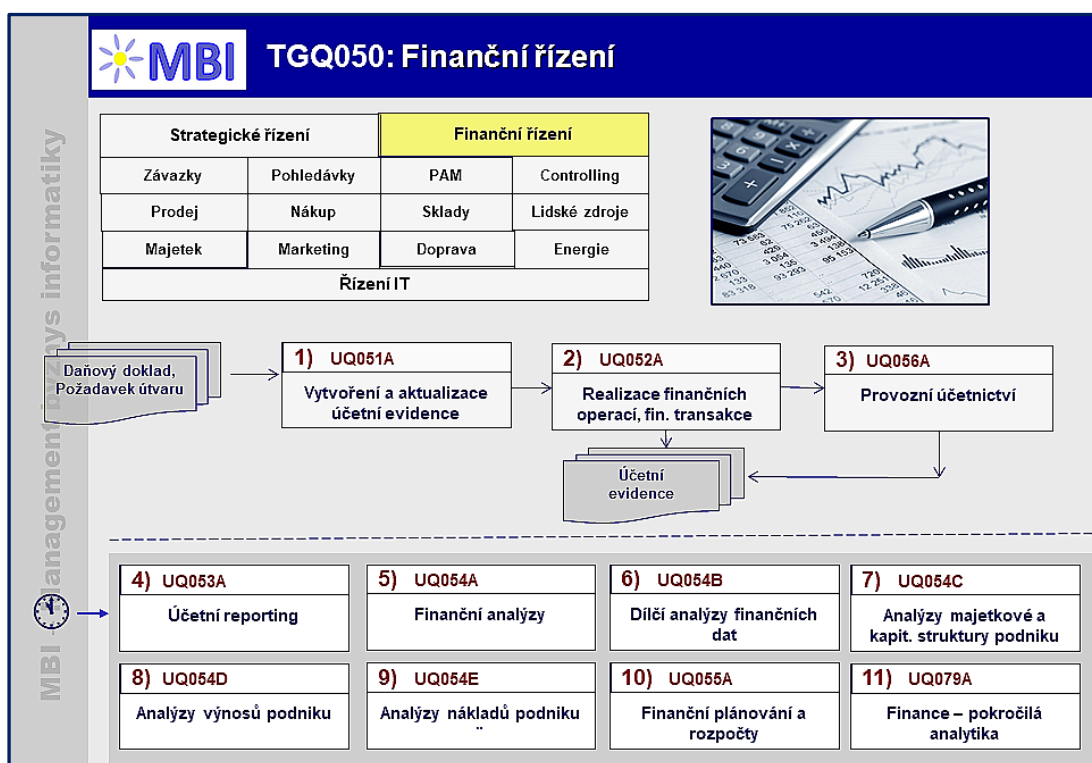 MBI
TGQ050: Finanční řízení
Strategické řízení
Finanční řízení
Závazky
Pohledávky
PAM
Controlling
Prodej
Nákup
Sklady
Lidské zdroje
Majetek
Marketing
Doprava
Energie
Řízení IT
Daňový doklad,
Požadavek útvaru
1) UQ051A
Vytvoření a aktualizace
účetní evidence
2) UQ052A
Realizace finančních
operací, fin. transakce
3) UQ056A
Provozní účetnictví
Účetní
evidence
4) UQ053A
Účetní reporting
5) UQ054A
Finanční analýzy
6) UQ054B
Dílčí analýzy finančních
dat
7) UQ054C
Analýzy majetkové a
kapit. struktury podniku
8) UQ054D
Analýzy výnosů podniku
9) UQ054E
Analýzy nákladů podniku
10) UQ055A
Finanční plánování a
rozpočty
11) UQ079A
Finance – pokročilá
analytika